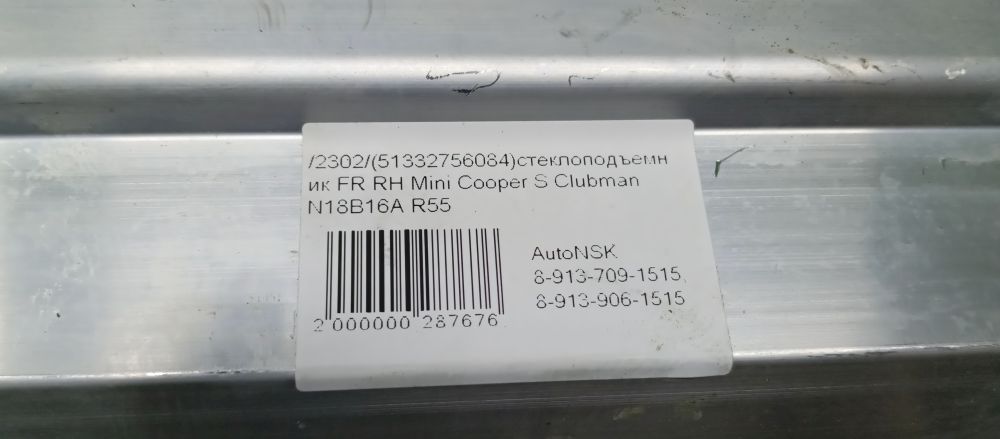 /2302/(51332756084)стеклоподъемн
ик FR RH Mini Cooper S Clubman
N18B16A R55
AutoNSK
8-913-709-1515
8-913-906-1515
2 000000 287676